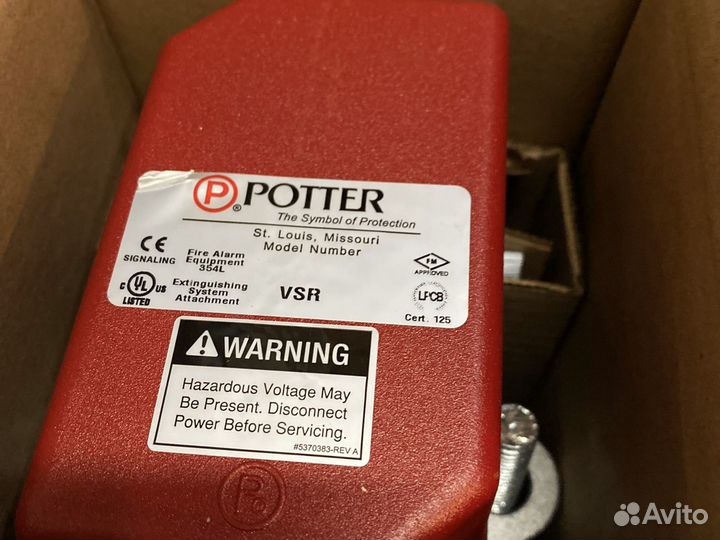 P® POTTER
The Symbol of Protection
St. Louis, Missouri
Model Number
CE
SIGNALING
Fire Alarm
Equipment
354L
FM
APPROVED
C UL US
LISTED
Extinguishing
System
Attachment
VSR
LPCB
Cert. 125
WARNING
Hazardous Voltage May
Be Present. Disconnect
Power Before Servicing.
#5370383-REV A
P
Avito